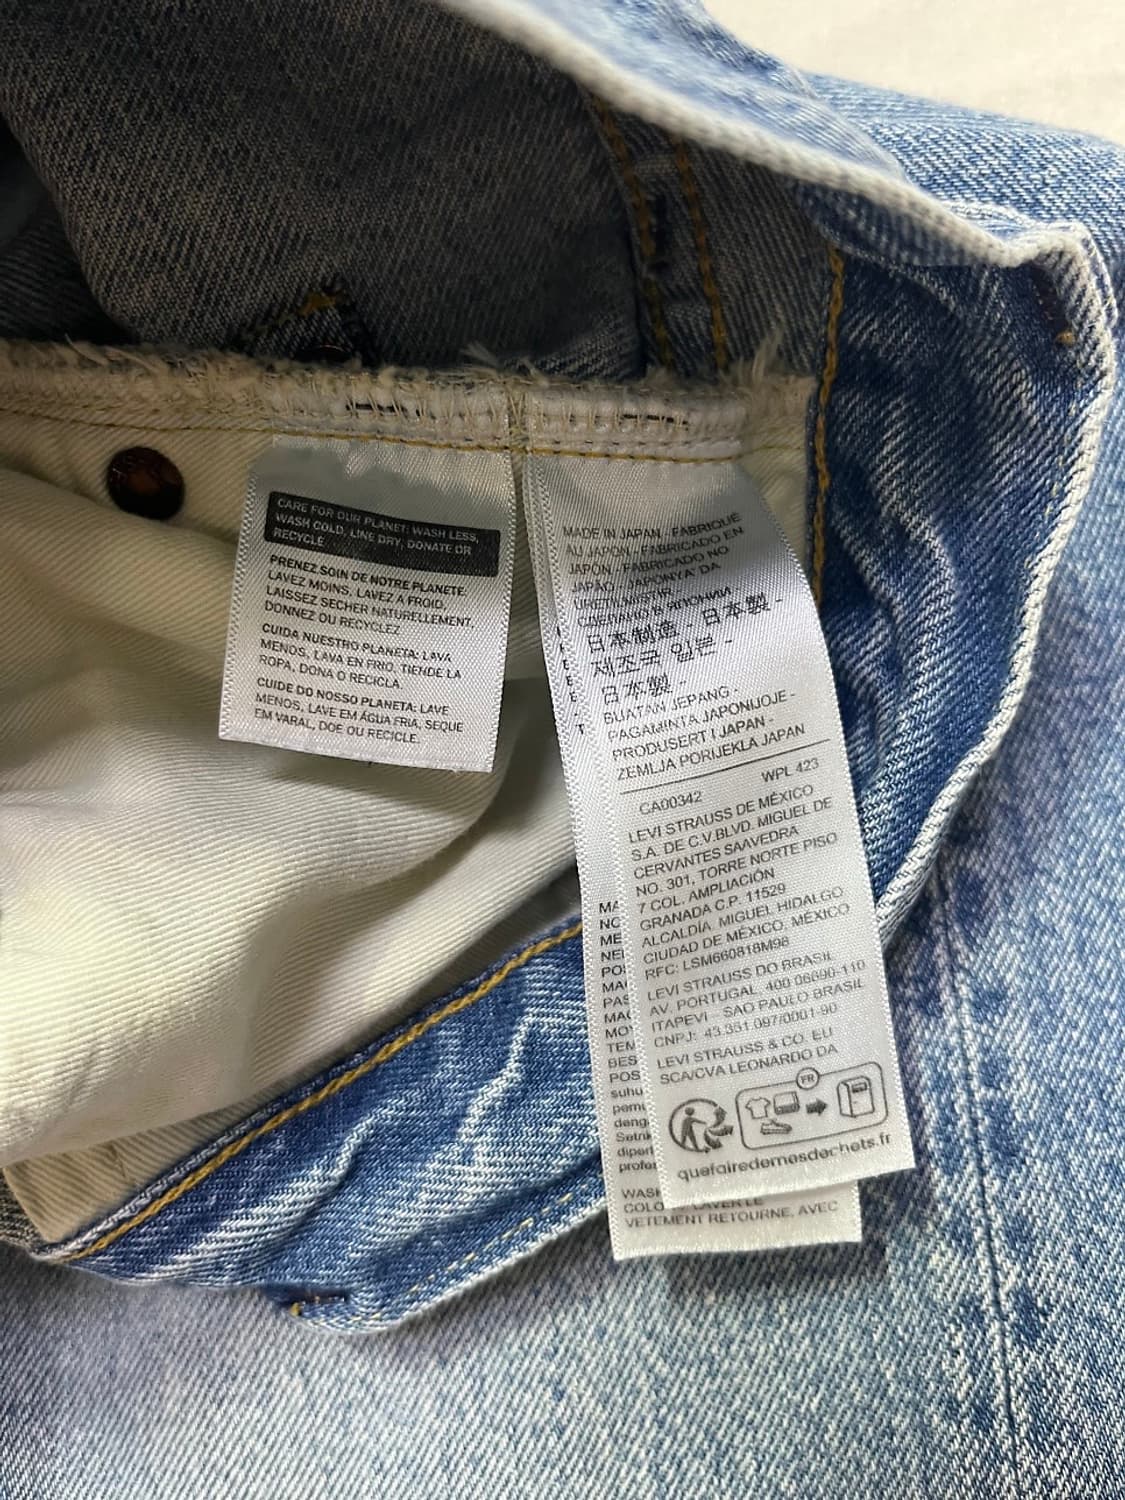 CARE FOR OUR PLANET: WASH LESS,
WASH COLD, LINE DRY, DONATE OR
RECYCLE
PRENEZ SOIN DE NOTRE PLANETE:
LAVEZ MOINS, LAVEZ A FROID,
LAISSEZ SECHER NATURELLEMENT,
DONNEZ OU RECYCLEZ
CUIDA NUESTRO PLANETA: LAVA
MENOS, LAVA EN FRIO, TIENDE LA
ROPA, DONA O RECICLA.
CUIDE DO NOSSO PLANETA: LAVE
MENOS, LAVE EM ÁGUA FRIA, SEQUE
EM VARAL, DOE OU RECICLE.
MADE IN JAPAN - FABRIQUÉ
AU JAPON - FABRICADO EN
JAPÓN - FABRICADO NO
JAPÃO - JAPONYA' DA
ÜRETİLMİŞTİR
СДЕЛАНО В ЯПОНИИ
日本制造 - 日本製 -
제조국 일본 -
日本製 -
BUATAN JEPANG -
PAGAMINTA JAPONIJOJE -
PRODUSERT I JAPAN -
ZEMLJA PORIJEKLA JAPAN
WPL 423
CA00342
LEVI STRAUSS DE MÉXICO
S.A. DE C.V.BLVD. MIGUEL DE
CERVANTES SAAVEDRA
NO. 301, TORRE NORTE PISO
7 COL. AMPLIACIÓN
GRANADA C.P. 11529
ALCALDÍA. MIGUEL HIDALGO
CIUDAD DE MÉXICO, MÉXICO
RFC: LSM660818M98
LEVI STRAUSS DO BRASIL
AV. PORTUGAL, 400 06690-110
ITAPEVI - SAO PAULO BRASIL
CNPJ: 43.351.097/0001-90
LEVI STRAUSS & CO. EU
SCA/CVA LEONARDO DA
FR
quefairedemesdechets.fr
LAVER LE
VETEMENT RETOURNE, AVEC